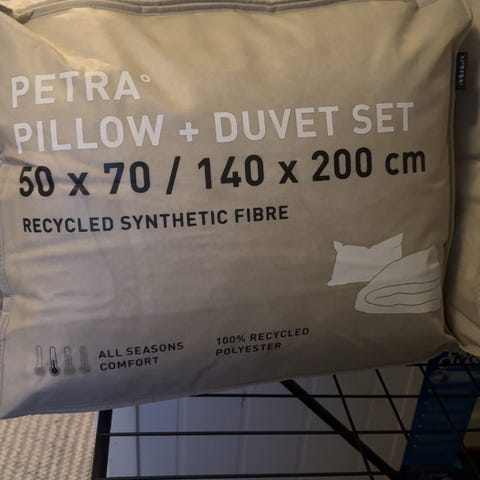 PETRA°
PILLOW + DUVET SET
50 x 70 / 140 x 200 cm
RECYCLED SYNTHETIC FIBRE
ALL SEASONS
COMFORT
100% RECYCLED
POLYESTER